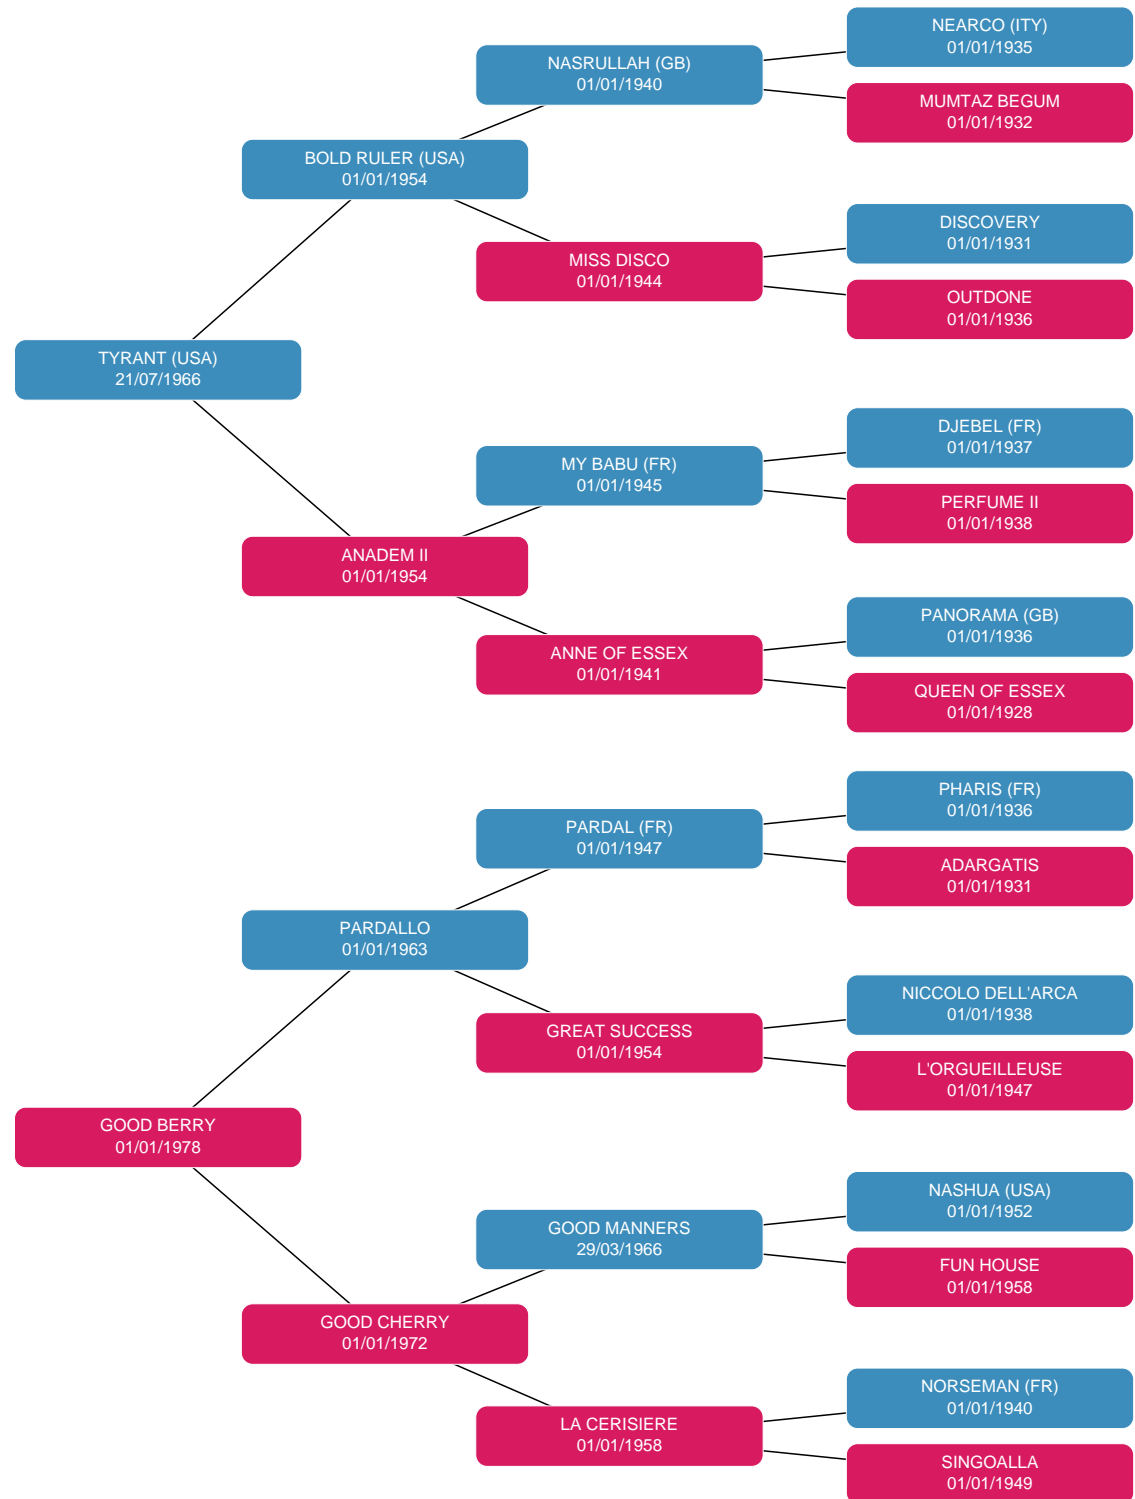 NEARCO (ITY)
01/01/1935
NASRULLAH (GB)
01/01/1940
MUMTAZ BEGUM
01/01/1932
BOLD RULER (USA)
01/01/1954
DISCOVERY
01/01/1931
MISS DISCO
01/01/1944
OUTDONE
01/01/1936
TYRANT (USA)
21/07/1966
DJEBEL (FR)
01/01/1937
MY BABU (FR)
01/01/1945
PERFUME II
01/01/1938
ANADEM II
01/01/1954
PANORAMA (GB)
01/01/1936
ANNE OF ESSEX
01/01/1941
QUEEN OF ESSEX
01/01/1928
PHARIS (FR)
01/01/1936
PARDAL (FR)
01/01/1947
ADARGATIS
01/01/1931
PARDALLO
01/01/1963
NICCOLO DELL'ARCA
01/01/1938
GREAT SUCCESS
01/01/1954
L'ORGUEILLEUSE
01/01/1947
GOOD BERRY
01/01/1978
NASHUA (USA)
01/01/1952
GOOD MANNERS
29/03/1966
FUN HOUSE
01/01/1958
GOOD CHERRY
01/01/1972
NORSEMAN (FR)
01/01/1940
LA CERISIERE
01/01/1958
SINGOALLA
01/01/1949